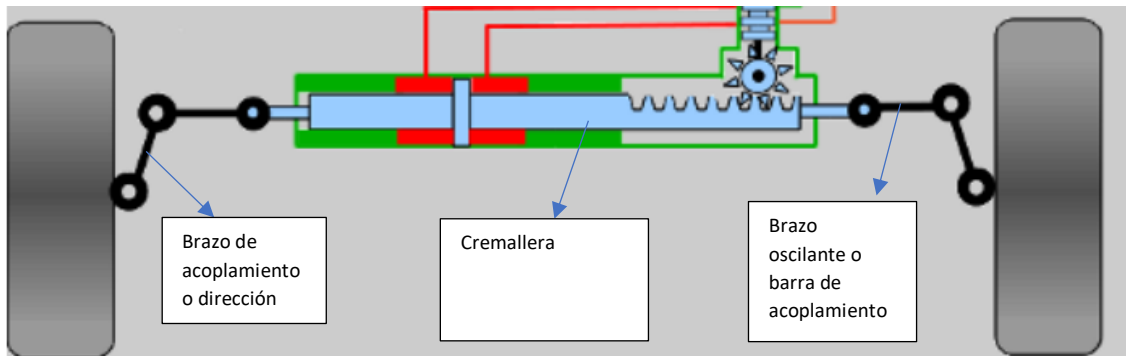 Brazo de
acoplamiento
o dirección
Cremallera
Brazo
oscilante o
barra de
acoplamiento